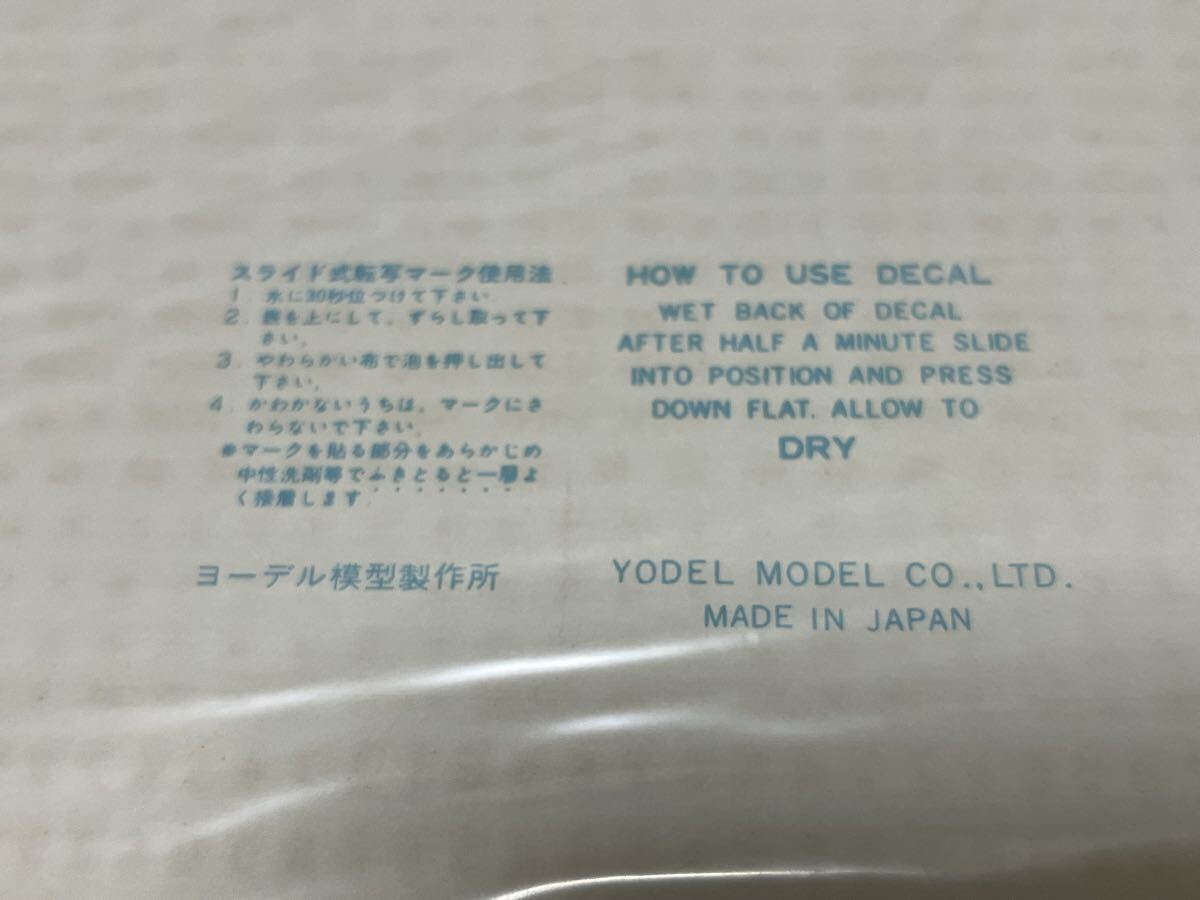 スライド式転写マーク使用法
1. 水に30秒位つけて下さい
2. 表を上にして、ずらし取って下
さい。
3. やわらかい布で泡を押し出して
下さい。
4. かわかないうちは、マークにさ
わらないで下さい。
※マークを貼る部分をあらかじめ
中性洗剤等でふきとると一層よ
く接着します
ヨーデル模型製作所
HOW TO USE DECAL
WET BACK OF DECAL
AFTER HALF A MINUTE SLIDE
INTO POSITION AND PRESS
DOWN FLAT. ALLOW TO
DRY
YODEL MODEL CO.,LTD.
MADE IN JAPAN